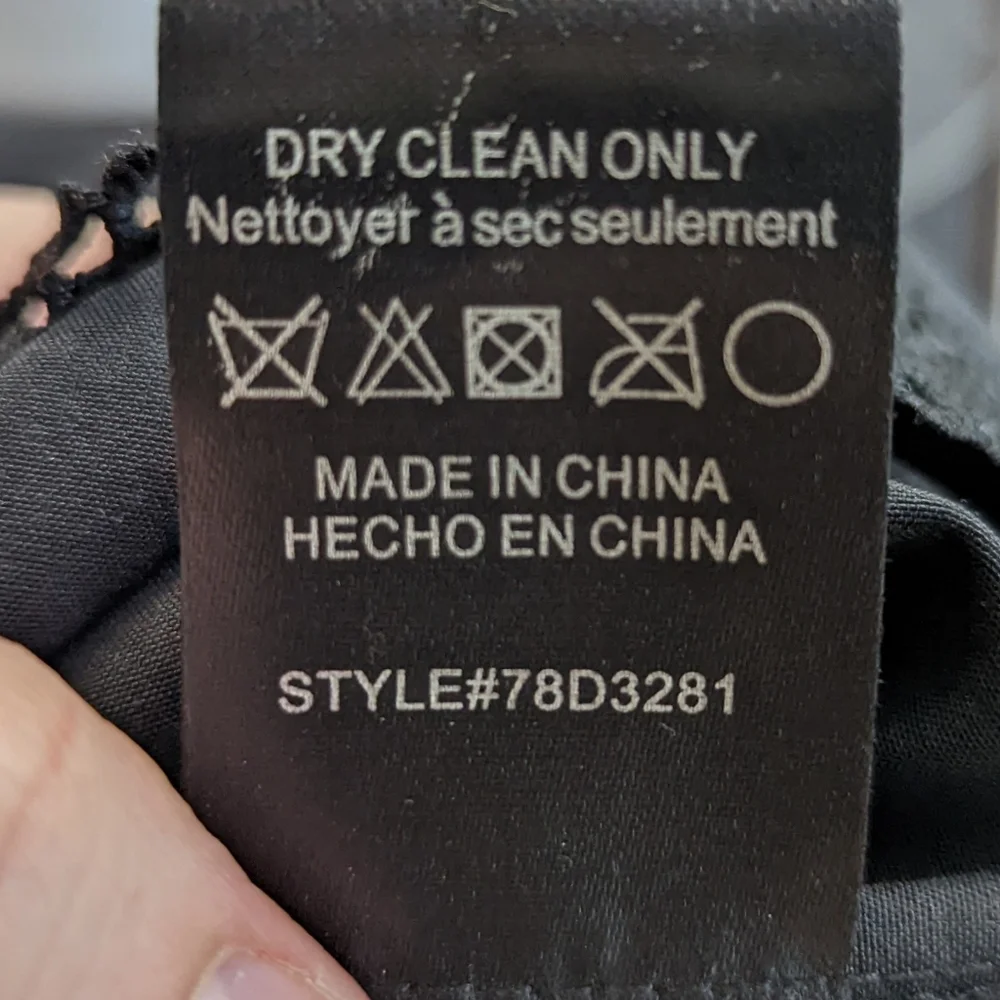 DRY CLEAN ONLY
Nettoyer à sec seulement
MADE IN CHINA
HECHO EN CHINA
STYLE#78D3281